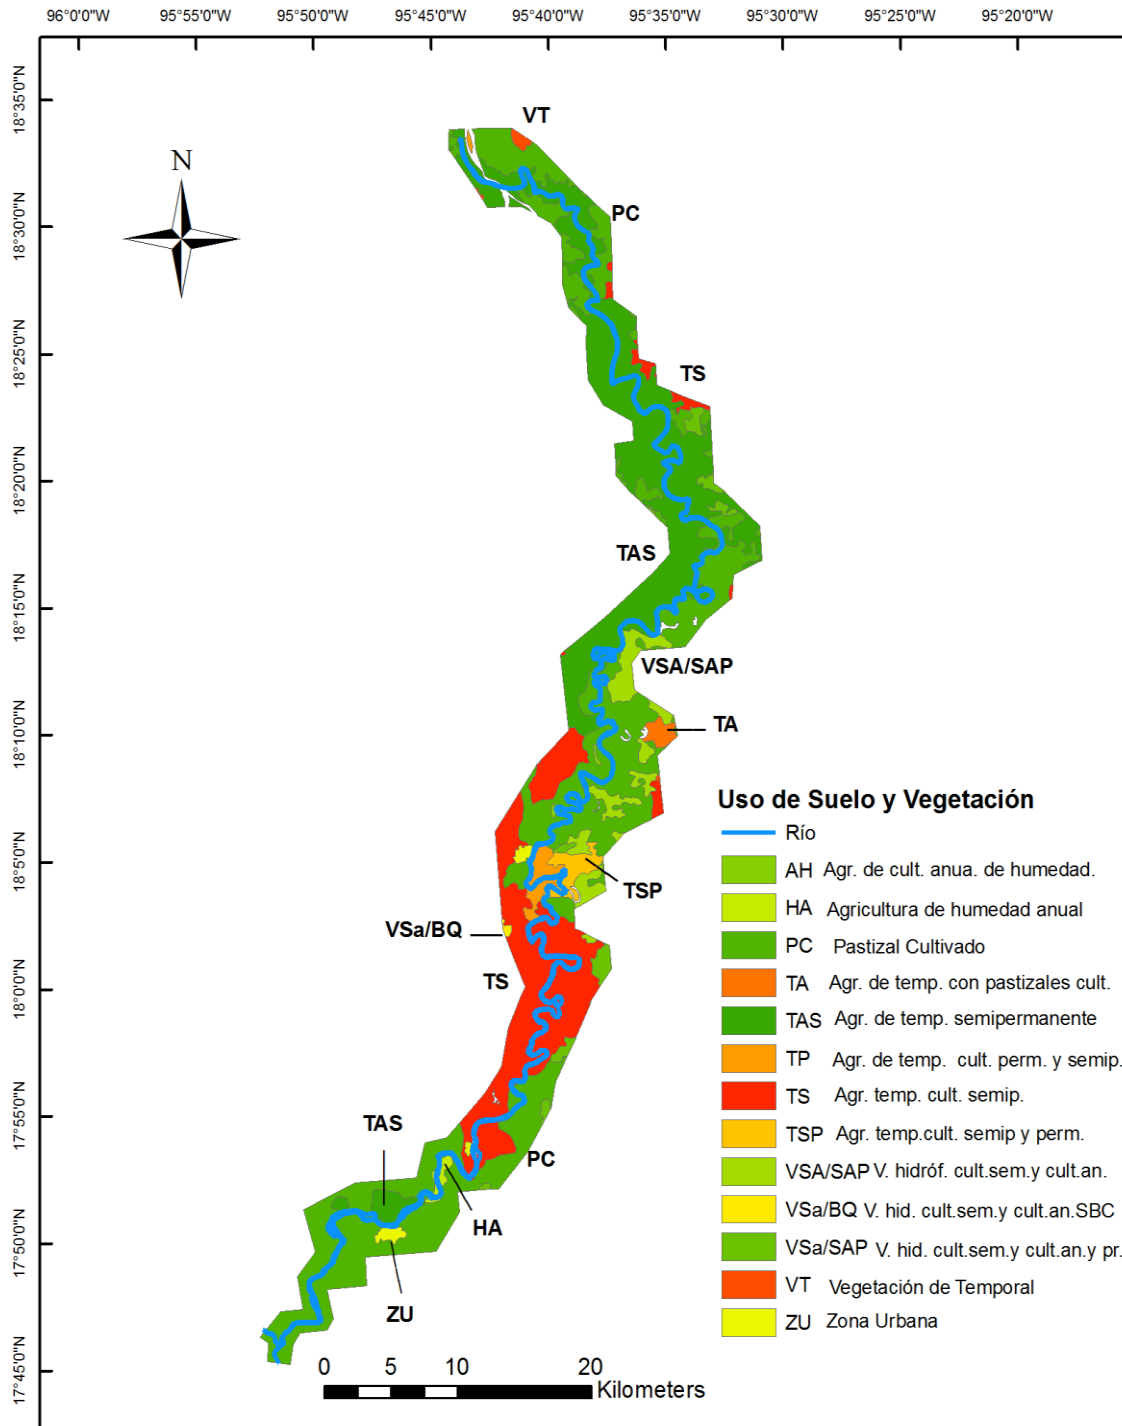 96°0'0"W 95°55'0"W 95°50'0"W 95°45'0"W 95°40'0"W 95°35'0"W 95°30'0"W 95°25'0"W 95°20'0"W
18°35'0"N
18°30'0"N
18°25'0"N
18°20'0"N
18°15'0"N
18°10'0"N
18°5'0"N
18°0'0"N
17°55'0"N
17°50'0"N
17°45'0"N
N
VT
PC
TS
TAS
VSA/SAP
TA
TSP
VSa/BQ
TS
TAS
PC
HA
ZU
Uso de Suelo y Vegetación
Río
AH Agr. de cult. anua. de humedad.
HA Agricultura de humedad anual
PC Pastizal Cultivado
TA Agr. de temp. con pastizales cult.
TAS Agr. de temp. semipermanente
TP Agr. de temp. cult. perm. y semip.
TS Agr. temp. cult. semip.
TSP Agr. temp.cult. semip y perm.
VSA/SAP V. hidróf. cult.sem.y cult.an.
VSa/BQ V. hid. cult.sem.y cult.an.SBC
VSa/SAP V. hid. cult.sem.y cult.an.y pr.
VT Vegetación de Temporal
ZU Zona Urbana
0 5 10 20
Kilometers